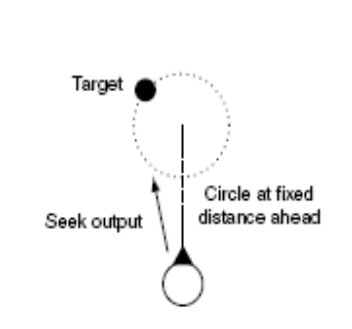 Target
Circle at fixed
distance ahead
Seek output